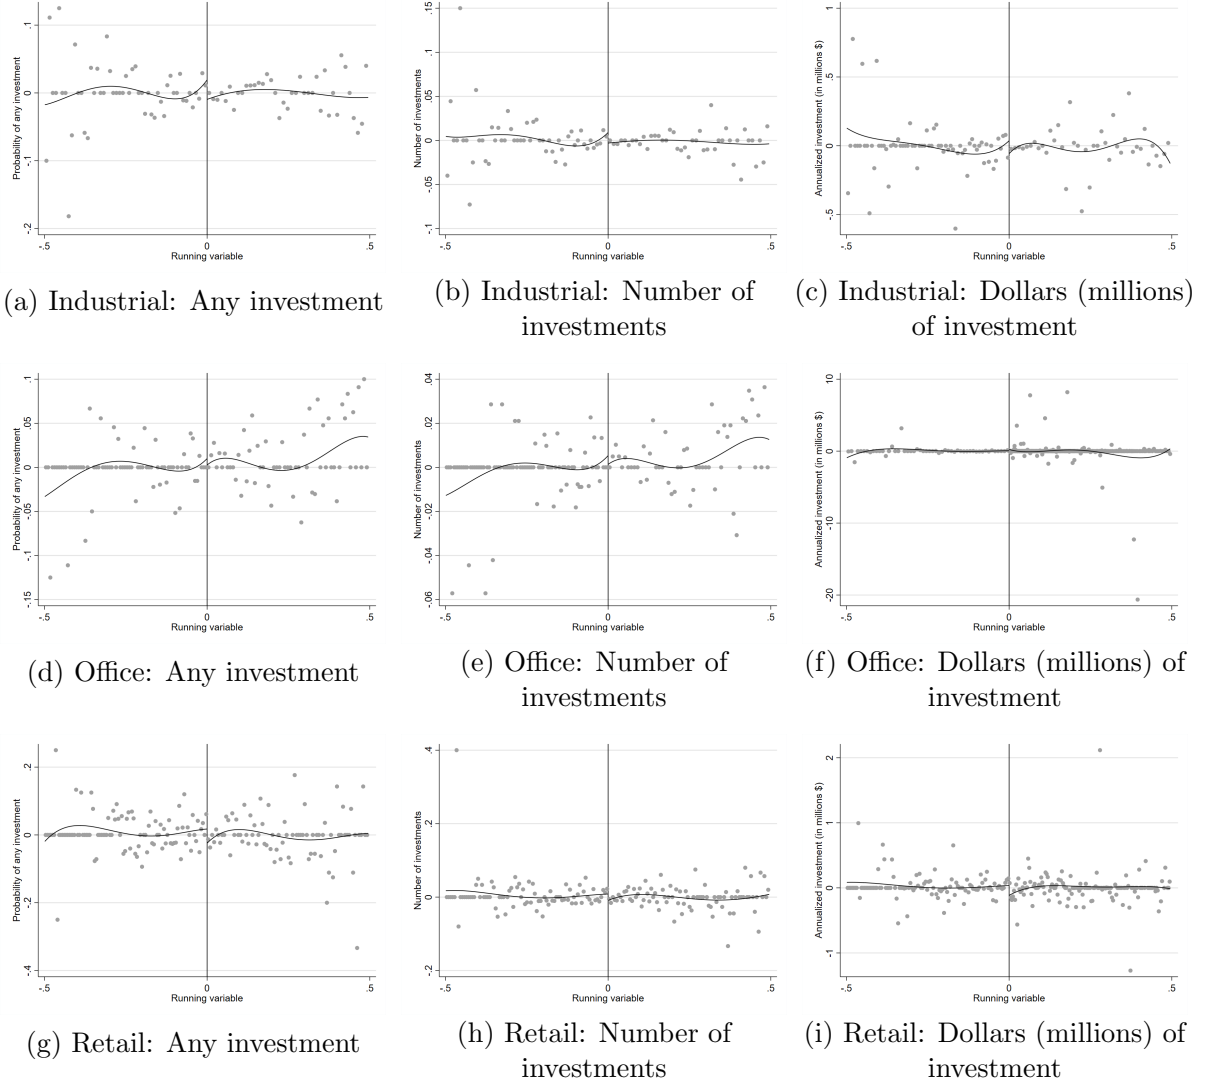 .1
0
-.1
-.2
Probability of any investment
-.5 0 .5
Running variable
(a) Industrial: Any investment
.15
.1
.05
0
-.05
-.1
Number of investments
-.5 0 .5
Running variable
(b) Industrial: Number of
investments
1
.5
0
-.5
Annualized investment (in millions $)
-.5 0 .5
Running variable
(c) Industrial: Dollars (millions)
of investment
.1
.05
0
-.05
-.1
-.15
Probability of any investment
-.5 0 .5
Running variable
(d) Office: Any investment
.04
.02
0
-.02
-.04
-.06
Number of investments
-.5 0 .5
Running variable
(e) Office: Number of
investments
10
0
-10
-20
Annualized investment (in millions $)
-.5 0 .5
Running variable
(f) Office: Dollars (millions) of
investment
.2
0
-.2
-.4
Probability of any investment
-.5 0 .5
Running variable
(g) Retail: Any investment
.4
.2
0
-.2
Number of investments
-.5 0 .5
Running variable
(h) Retail: Number of
investments
2
1
0
-1
Annualized investment (in millions $)
-.5 0 .5
Running variable
(i) Retail: Dollars (millions) of
investment